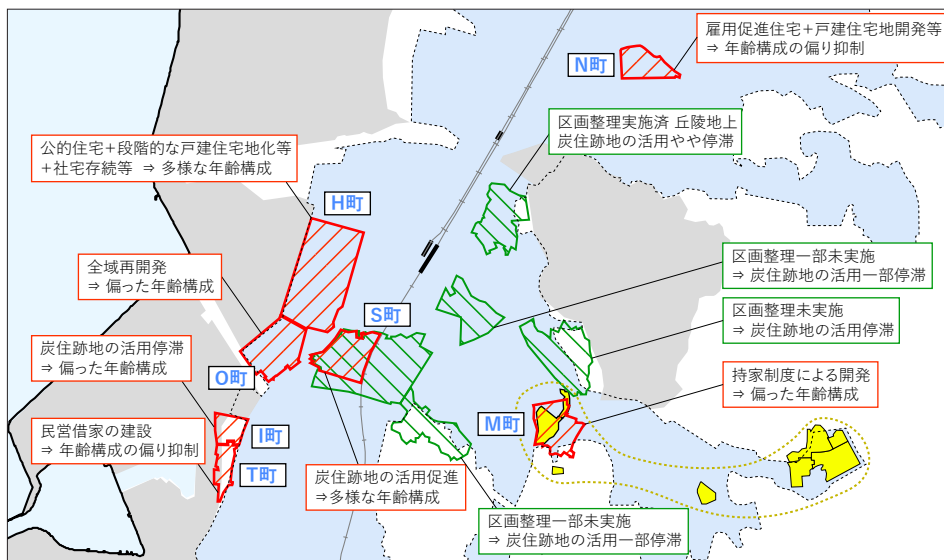 雇用促進住宅+戸建住宅地開発等
⇒ 年齢構成の偏り抑制
N町
区画整理実施済 丘陵地上
炭住跡地の活用やや停滞
公的住宅+段階的な戸建住宅地化等
+社宅存続等 ⇒ 多様な年齢構成
H町
全域再開発
⇒ 偏った年齢構成
区画整理一部未実施
⇒ 炭住跡地の活用一部停滞
S町
区画整理未実施
⇒ 炭住跡地の活用停滞
炭住跡地の活用停滞
⇒ 偏った年齢構成
O町
持家制度による開発
⇒ 偏った年齢構成
M町
民営借家の建設
⇒ 年齢構成の偏り抑制
I町
T町
炭住跡地の活用促進
⇒多様な年齢構成
区画整理一部未実施
⇒ 炭住跡地の活用一部停滞